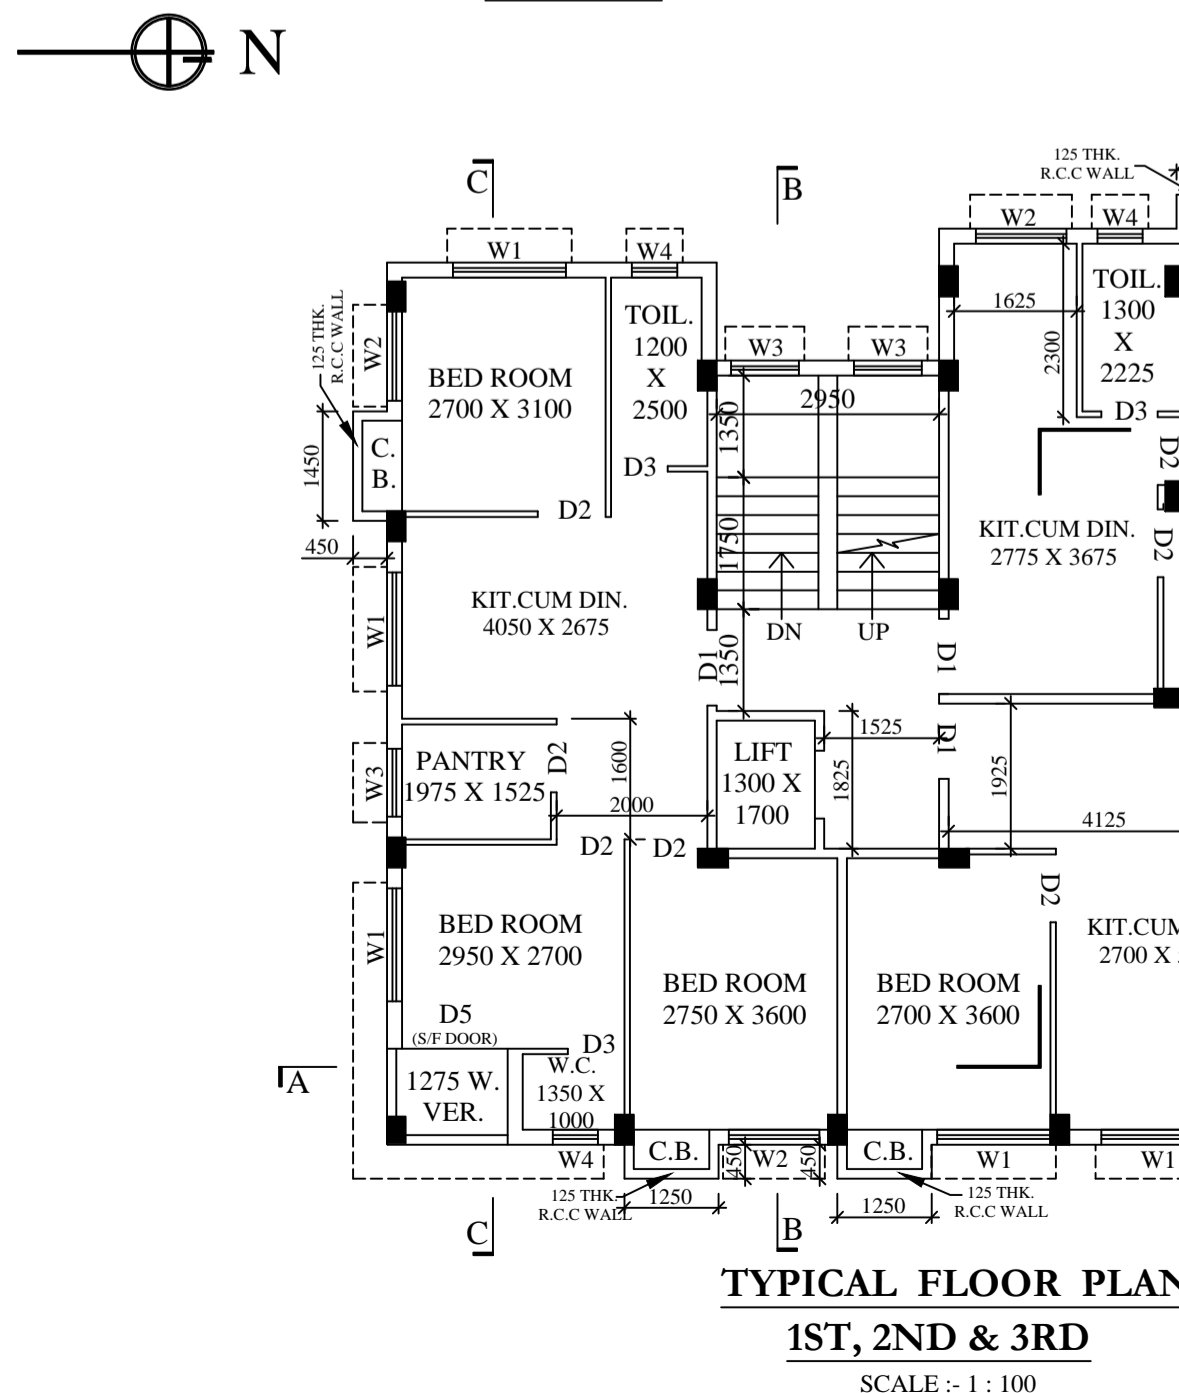 N
C
B
125 THK.
R.C.C WALL
W1
W4
W2
W4
125 THK.
R.C.C WALL
W2
BED ROOM
2700 X 3100
TOIL.
1200
X
2500
W3
W3
2950
1350
1625
2300
TOIL.
1300
X
2225
D3
D2
C.
B.
1450
450
D3
D2
1750
KIT.CUM DIN.
2775 X 3675
D2
KIT.CUM DIN.
4050 X 2675
W1
DN
UP
D1
1350
D1
D1
PANTRY
1975 X 1525
W3
D2
1600
2000
LIFT
1300 X
1700
1825
1525
1925
4125
D2
D2
D2
BED ROOM
2950 X 2700
W1
BED ROOM
2750 X 3600
BED ROOM
2700 X 3600
KIT.CUM
2700 X
D5
(S/F DOOR)
D3
W.C.
1350 X
1000
1275 W.
VER.
A
W4
C.B.
450
W2
450
C.B.
W1
W1
125 THK.
R.C.C WALL
1250
1250
125 THK.
R.C.C WALL
C
B
TYPICAL FLOOR PLAN
1ST, 2ND & 3RD
SCALE :- 1 : 100